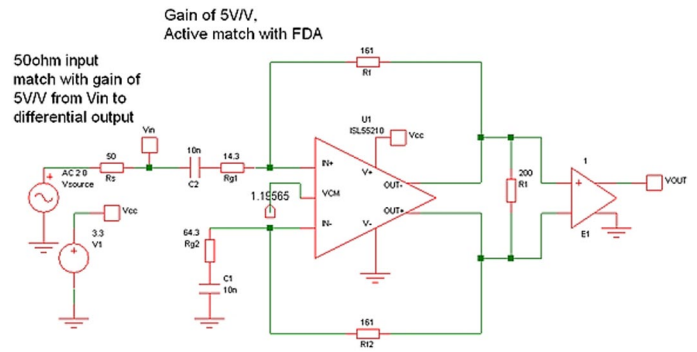 Gain of 5V/V,
Active match with FDA
50ohm input
match with gain of
5V/V from Vin to
differential output
161
R1
U1
ISL55210
Vcc
Vin
AC 2 0
Vsource
50
Rs
10n
C2
14.3
Rg1
IN+
V+
OUT-
VCM
1.19565
OUT+
IN-
V-
200
R1
1
E1
VOUT
Vcc
3.3
V1
64.3
Rg2
C1
10n
161
R12